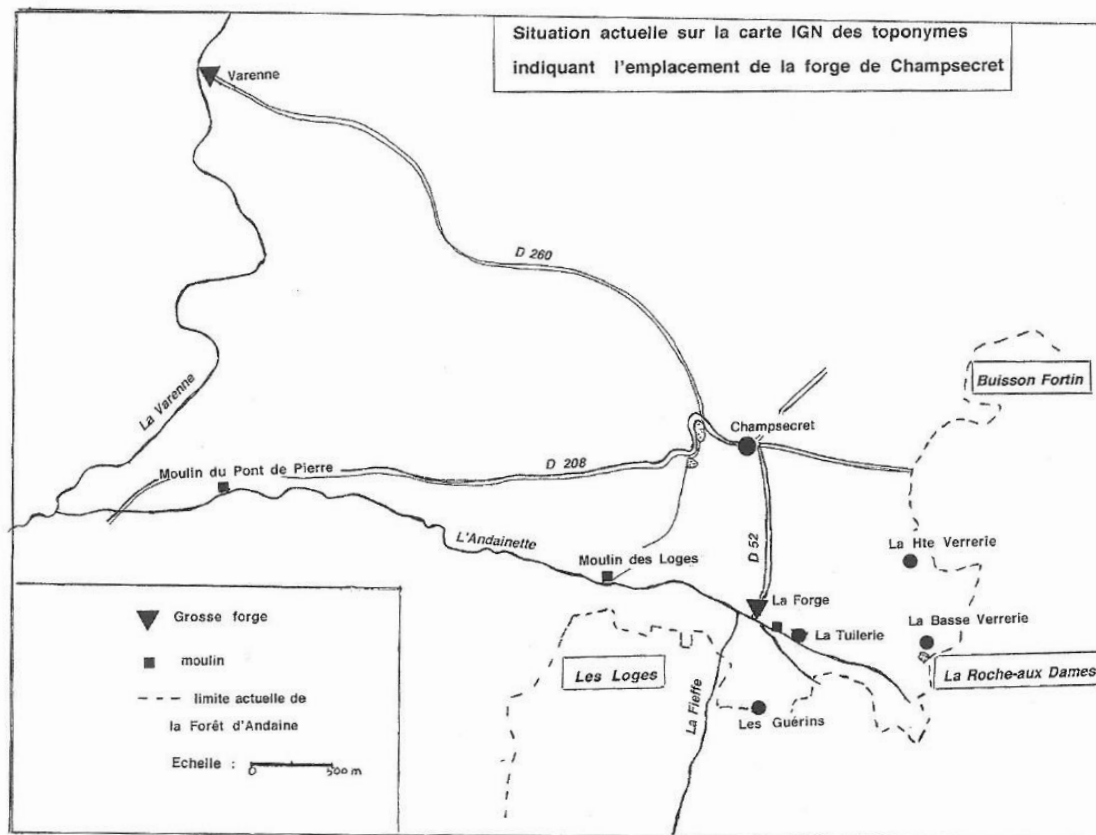 Situation actuelle sur la carte IGN des toponymes
indiquant l'emplacement de la forge de Champsecret
Varenne
D 260
La Varenne
Buisson Fortin
Champsecret
Moulin du Pont de Pierre
D 208
L'Andainette
D 52
La Hte Verrerie
Moulin des Loges
La Forge
La Basse Verrerie
La Tuilerie
Les Loges
La Roche-aux Dames
La Fieffe
Les Guérins
Grosse forge
moulin
limite actuelle de
la Forêt d'Andaine
Echelle : 0 500 m